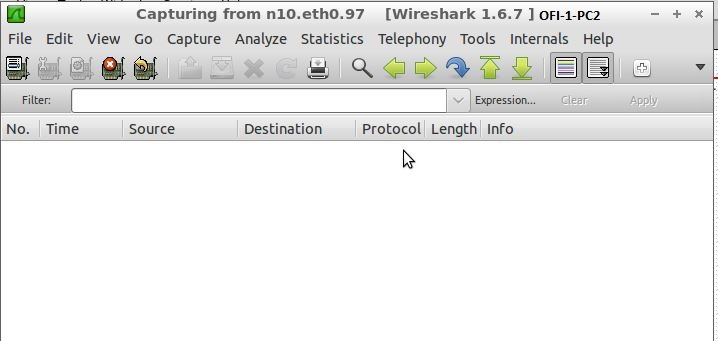 Capturing from n10.eth0.97 [Wireshark 1.6.7 ] OFI-1-PC2
File Edit View Go Capture Analyze Statistics Telephony Tools Internals Help
Filter: Expression... Clear Apply
No. Time Source Destination Protocol Length Info